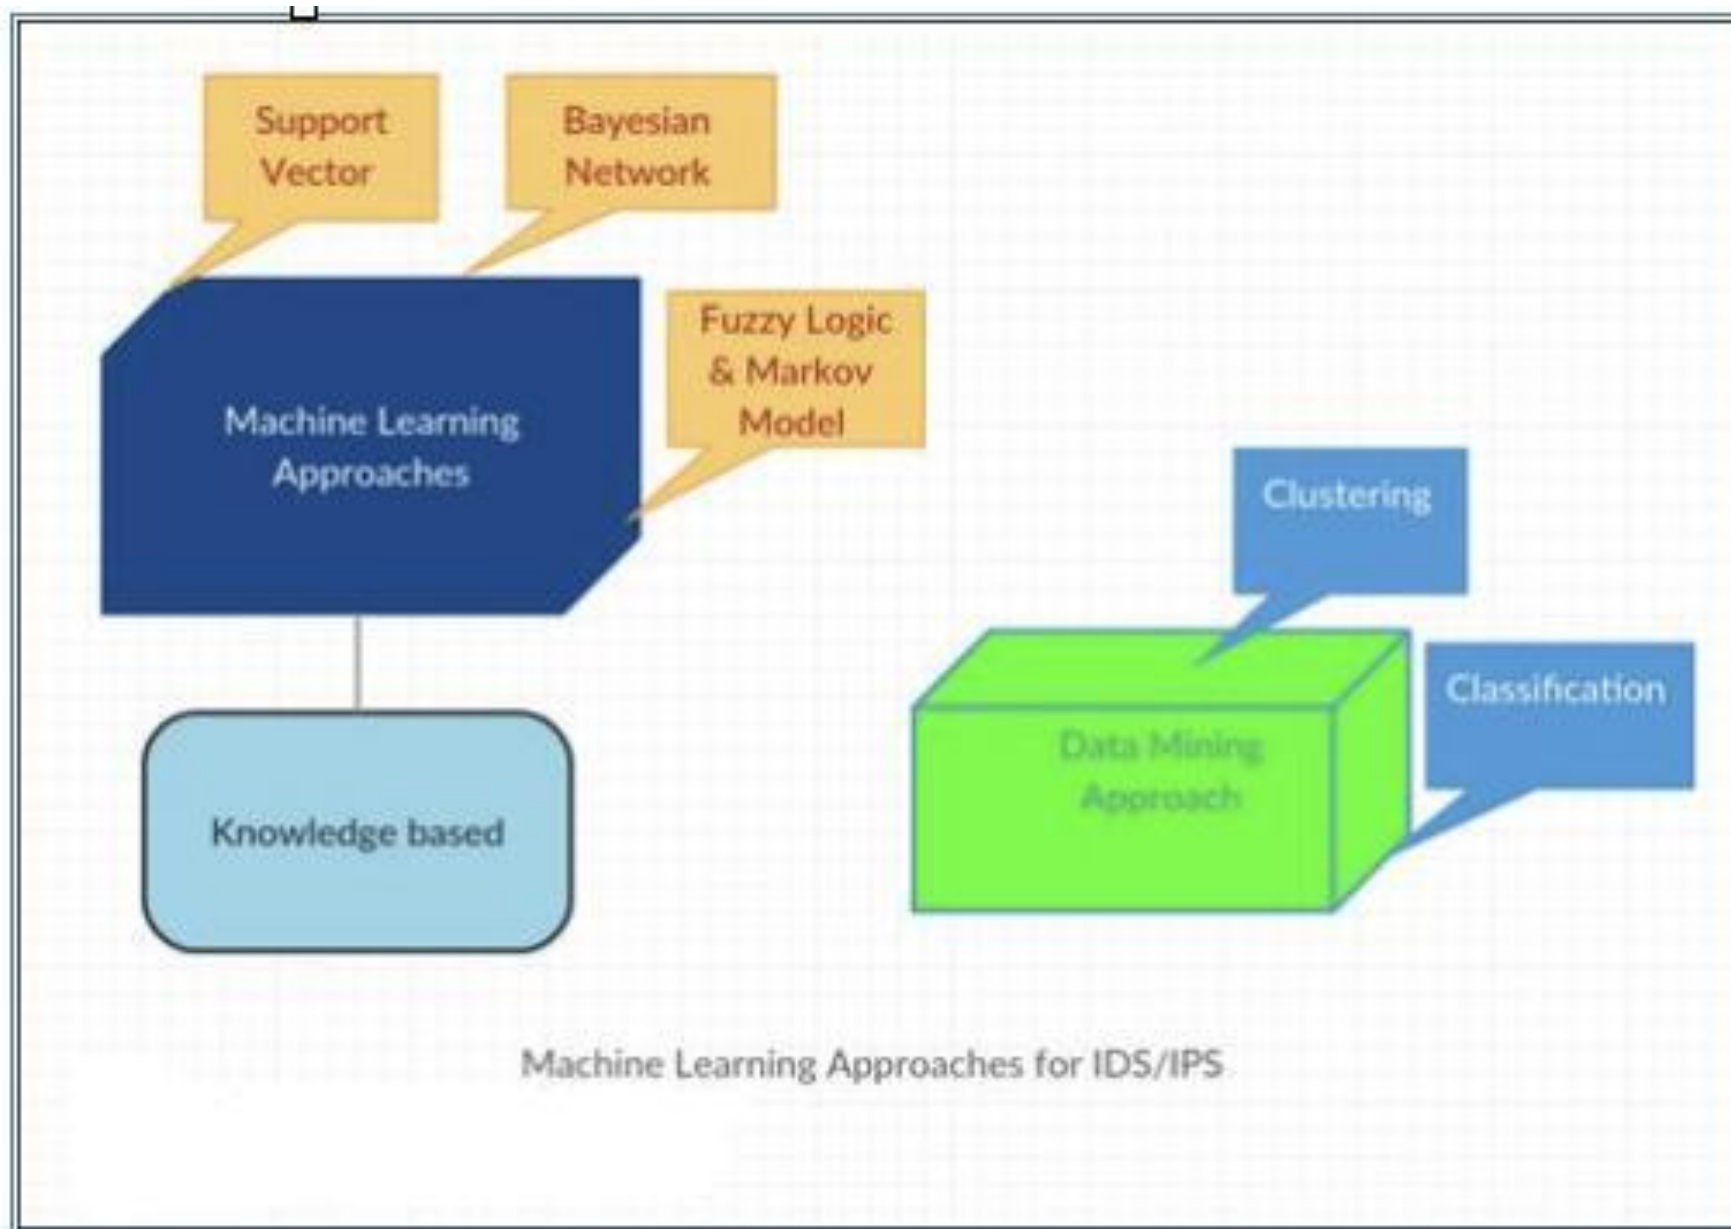 Support
Vector
Bayesian
Network
Fuzzy Logic
& Markov
Model
Machine Learning
Approaches
Clustering
Classification
Data Mining
Approach
Knowledge based
Machine Learning Approaches for IDS/IPS